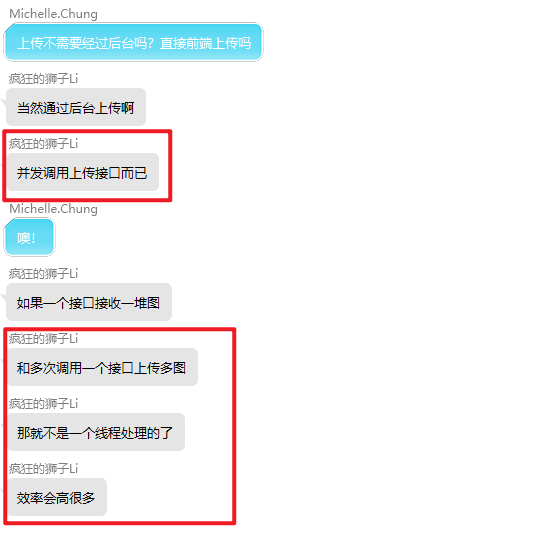 Michelle.Chung
上传不需要经过后台吗？直接前端上传吗
疯狂的狮子Li
当然通过后台上传啊
疯狂的狮子Li
并发调用上传接口而已
Michelle.Chung
噢！
疯狂的狮子Li
如果一个接口接收一堆图
疯狂的狮子Li
和多次调用一个接口上传多图
疯狂的狮子Li
那就不是一个线程处理的了
疯狂的狮子Li
效率会高很多